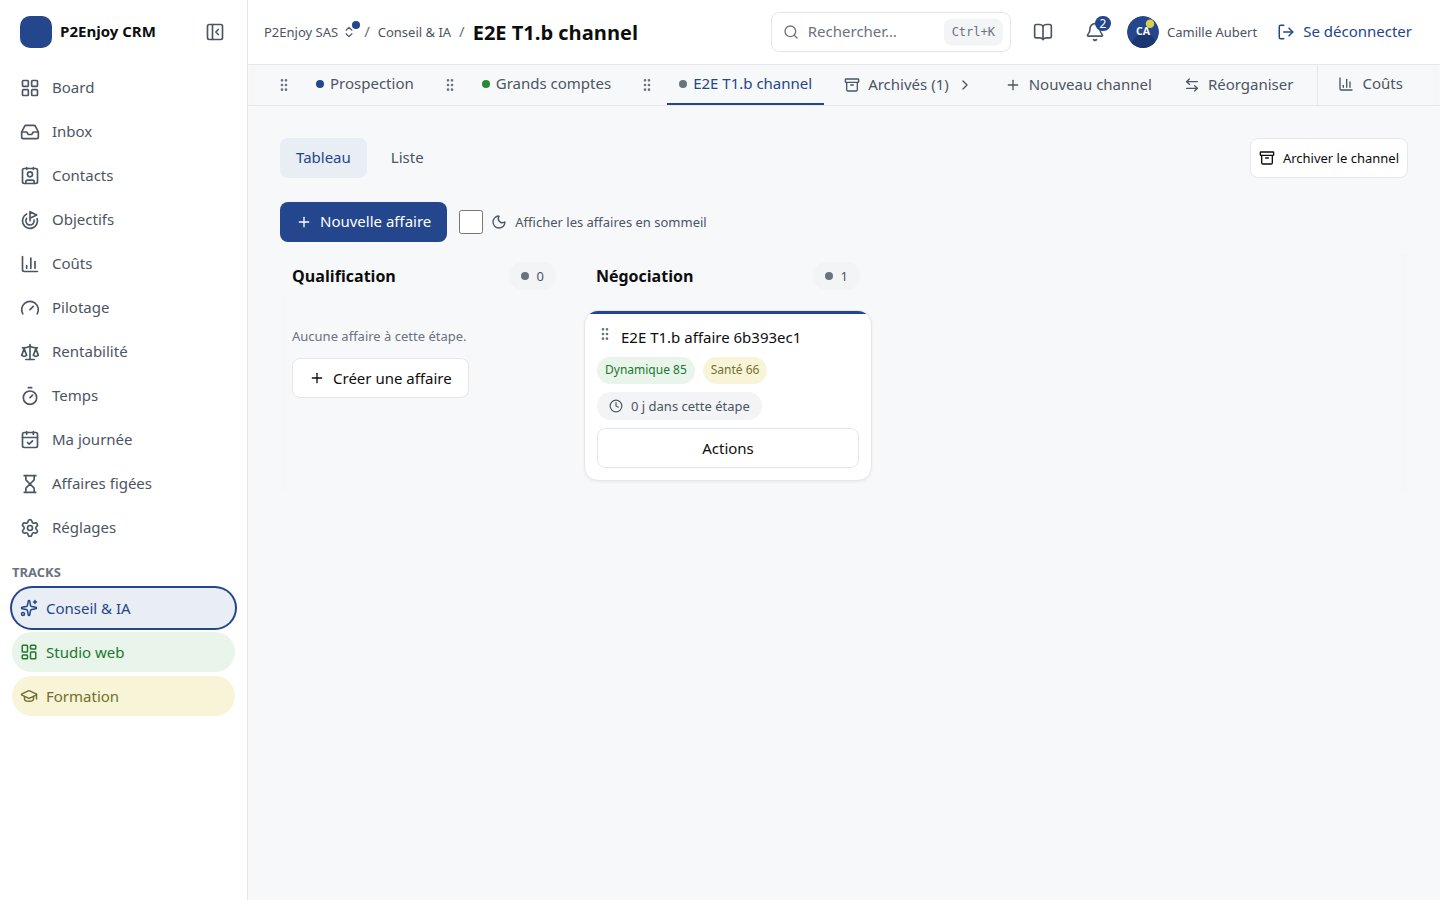 P2Enjoy CRM
P2Enjoy SAS / Conseil & IA / E2E T1.b channel
Rechercher... Ctrl+K
2
CA Camille Aubert
Se déconnecter
Board
Inbox
Contacts
Objectifs
Coûts
Pilotage
Rentabilité
Temps
Ma journée
Affaires figées
Réglages
TRACKS
Conseil & IA
Studio web
Formation
Prospection
Grands comptes
E2E T1.b channel
Archivés (1)
Nouveau channel
Réorganiser
Coûts
Tableau
Liste
Archiver le channel
Nouvelle affaire
Afficher les affaires en sommeil
Qualification 0
Aucune affaire à cette étape.
Créer une affaire
Négociation 1
E2E T1.b affaire 6b393ec1
Dynamique 85 Santé 66
0 j dans cette étape
Actions